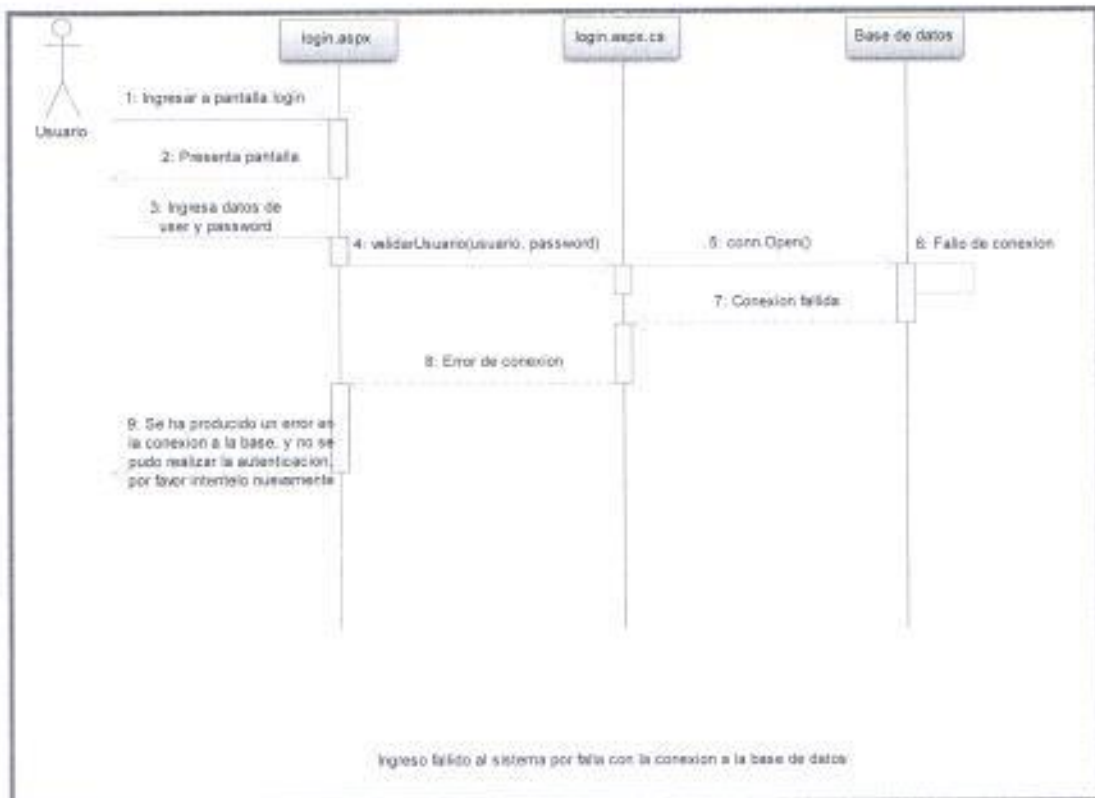 login.aspx
login.aspx.cs
Base de datos
Usuario
1: Ingresar a pantalla login
2: Presenta pantalla
3: Ingresa datos de
user y password
4: validarUsuario(usuario, password)
5: conn.Open()
6: Fallo de conexion
7: Conexion fallida
8: Error de conexion
9: Se ha producido un error en
la conexion a la base, y no se
pudo realizar la autenticacion,
por favor intentelo nuevamente
Ingreso fallido al sistema por falla con la conexion a la base de datos